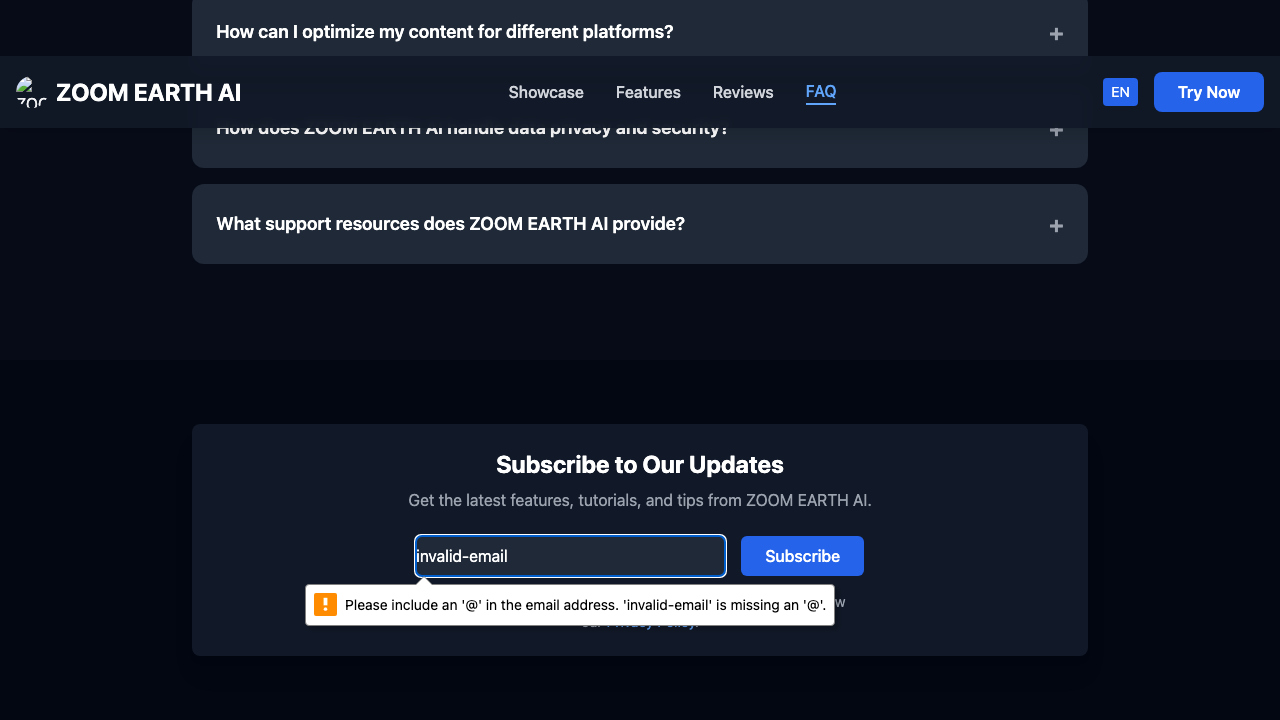 How can I optimize my content for different platforms?
+
ZOOM EARTH AI
Showcase
Features
Reviews
FAQ
EN
Try Now
How does ZOOM EARTH AI handle data privacy and security?
+
What support resources does ZOOM EARTH AI provide?
+
Subscribe to Our Updates
Get the latest features, tutorials, and tips from ZOOM EARTH AI.
invalid-email
Subscribe
Please include an '@' in the email address. 'invalid-email' is missing an '@'.
Privacy Policy.